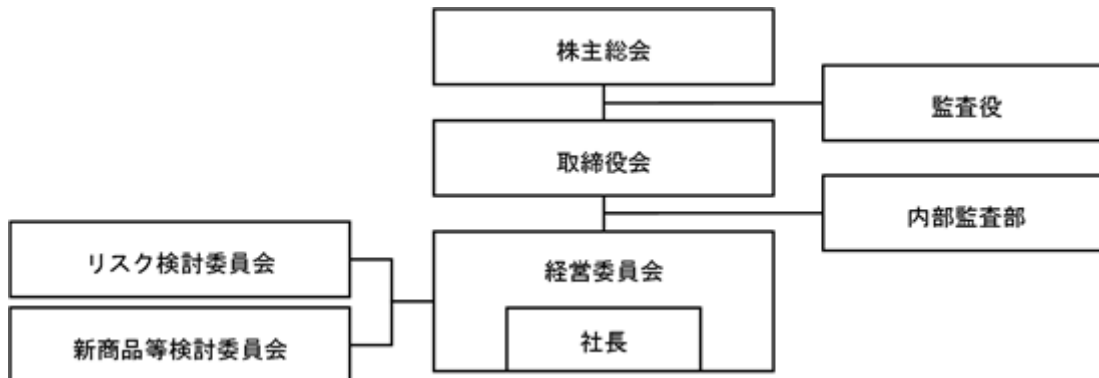 株主総会
監査役
取締役会
内部監査部
リスク検討委員会
経営委員会
社長
新商品等検討委員会